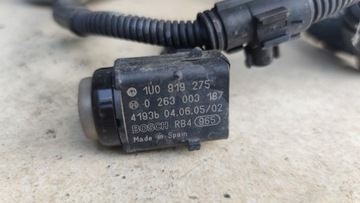 1U0 919 275
0 263 003 187
4193b 04.06.05/02
BOSCH RB4 965
Made in Spain